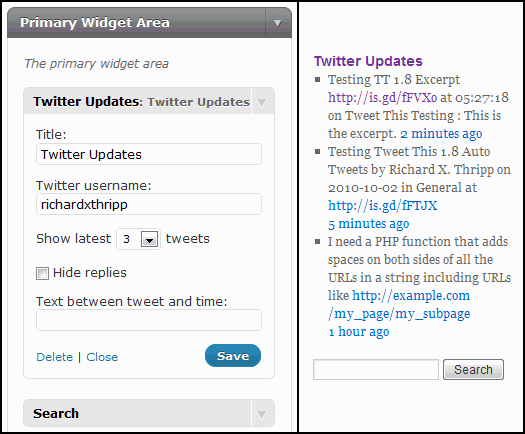 Primary Widget Area
The primary widget area
Twitter Updates: Twitter Updates
Title:
Twitter Updates
Twitter username:
richardxthripp
Show latest 3 tweets
Hide replies
Text between tweet and time:
Delete | Close Save
Search
Twitter Updates
Testing TT 1.8 Excerpt
http://is.gd/fFVXo at 05:27:18
on Tweet This Testing : This is
the excerpt. 2 minutes ago
Testing Tweet This 1.8 Auto
Tweets by Richard X. Thripp on
2010-10-02 in General at
http://is.gd/fFTJX
5 minutes ago
I need a PHP function that adds
spaces on both sides of all the
URLs in a string including URLs
like http://example.com
/my_page/my_subpage
1 hour ago
Search